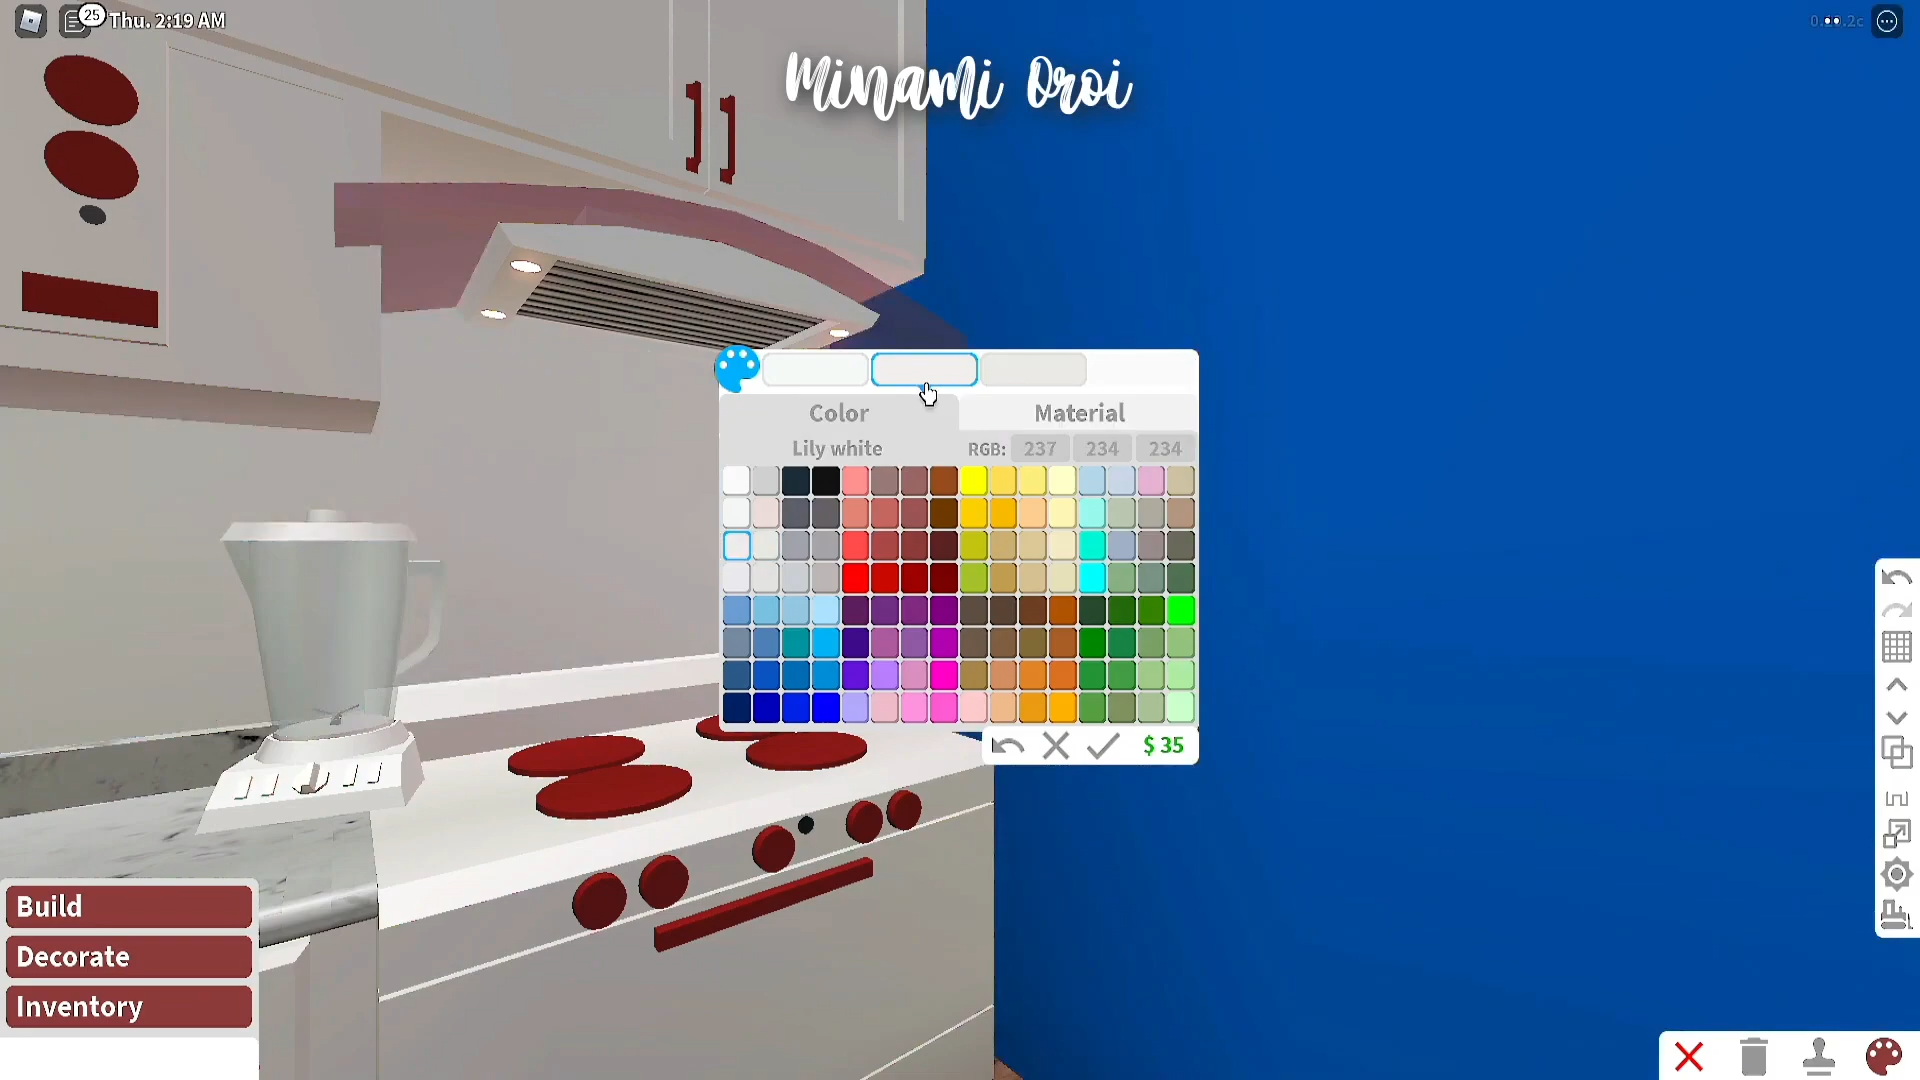 25
Thu. 2:19 AM
Minami Oroi
Color
Material
Lily white
RGB: 237 234 234
$ 35
Build
Decorate
Inventory